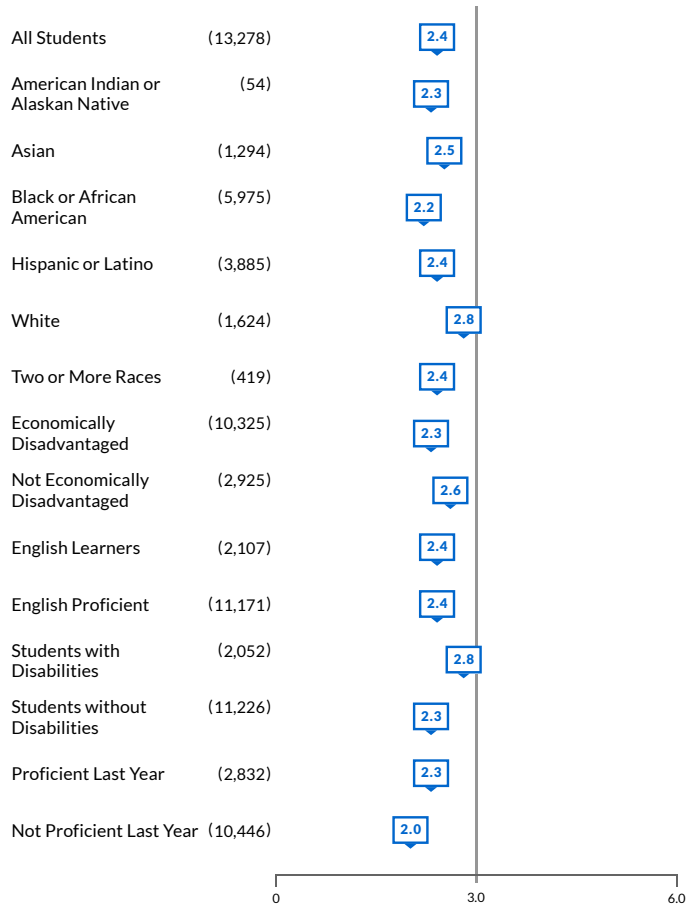 All Students (13,278) 2.4
American Indian or (54)
Alaskan Native 2.3
Asian (1,294) 2.5
Black or African (5,975)
American 2.2
Hispanic or Latino (3,885) 2.4
White (1,624) 2.8
Two or More Races (419) 2.4
Economically (10,325)
Disadvantaged 2.3
Not Economically (2,925)
Disadvantaged 2.6
English Learners (2,107) 2.4
English Proficient (11,171) 2.4
Students with (2,052)
Disabilities 2.8
Students without (11,226)
Disabilities 2.3
Proficient Last Year (2,832) 2.3
Not Proficient Last Year (10,446) 2.0
0 3.0 6.0